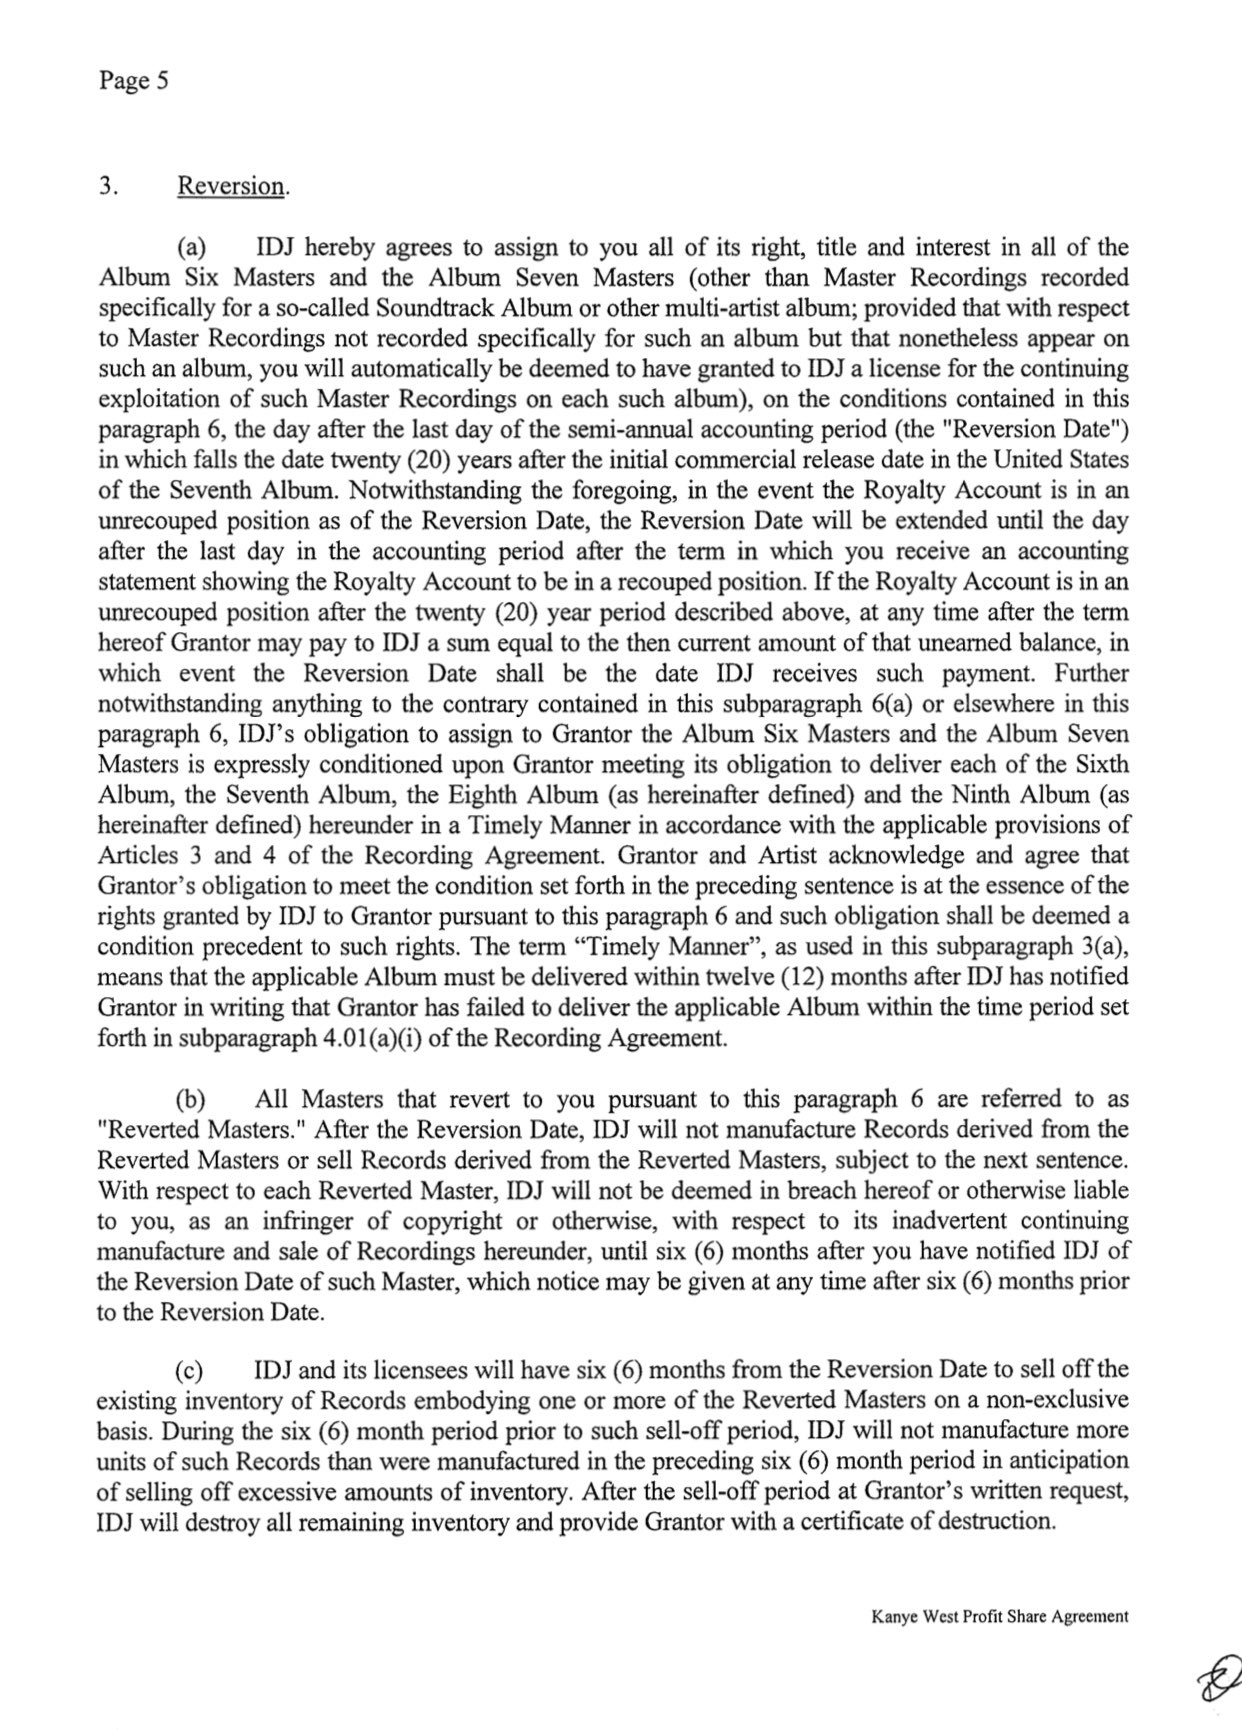 Page 5
3. Reversion.
(a) IDJ hereby agrees to assign to you all of its right, title and interest in all of the
Album Six Masters and the Album Seven Masters (other than Master Recordings recorded
specifically for a so-called Soundtrack Album or other multi-artist album; provided that with respect
to Master Recordings not recorded specifically for such an album but that nonetheless appear on
such an album, you will automatically be deemed to have granted to IDJ a license for the continuing
exploitation of such Master Recordings on each such album), on the conditions contained in this
paragraph 6, the day after the last day of the semi-annual accounting period (the "Reversion Date")
in which falls the date twenty (20) years after the initial commercial release date in the United States
of the Seventh Album. Notwithstanding the foregoing, in the event the Royalty Account is in an
unrecouped position as of the Reversion Date, the Reversion Date will be extended until the day
after the last day in the accounting period after the term in which you receive an accounting
statement showing the Royalty Account to be in a recouped position. If the Royalty Account is in an
unrecouped position after the twenty (20) year period described above, at any time after the term
hereof Grantor may pay to IDJ a sum equal to the then current amount of that unearned balance, in
which event the Reversion Date shall be the date IDJ receives such payment. Further
notwithstanding anything to the contrary contained in this subparagraph 6(a) or elsewhere in this
paragraph 6, IDJ's obligation to assign to Grantor the Album Six Masters and the Album Seven
Masters is expressly conditioned upon Grantor meeting its obligation to deliver each of the Sixth
Album, the Seventh Album, the Eighth Album (as hereinafter defined) and the Ninth Album (as
hereinafter defined) hereunder in a Timely Manner in accordance with the applicable provisions of
Articles 3 and 4 of the Recording Agreement. Grantor and Artist acknowledge and agree that
Grantor's obligation to meet the condition set forth in the preceding sentence is at the essence of the
rights granted by IDJ to Grantor pursuant to this paragraph 6 and such obligation shall be deemed a
condition precedent to such rights. The term “Timely Manner”, as used in this subparagraph 3(a),
means that the applicable Album must be delivered within twelve (12) months after IDJ has notified
Grantor in writing that Grantor has failed to deliver the applicable Album within the time period set
forth in subparagraph 4.01(a)(i) of the Recording Agreement.
(b) All Masters that revert to you pursuant to this paragraph 6 are referred to as
"Reverted Masters." After the Reversion Date, IDJ will not manufacture Records derived from the
Reverted Masters or sell Records derived from the Reverted Masters, subject to the next sentence.
With respect to each Reverted Master, IDJ will not be deemed in breach hereof or otherwise liable
to you, as an infringer of copyright or otherwise, with respect to its inadvertent continuing
manufacture and sale of Recordings hereunder, until six (6) months after you have notified IDJ of
the Reversion Date of such Master, which notice may be given at any time after six (6) months prior
to the Reversion Date.
(c) IDJ and its licensees will have six (6) months from the Reversion Date to sell off the
existing inventory of Records embodying one or more of the Reverted Masters on a non-exclusive
basis. During the six (6) month period prior to such sell-off period, IDJ will not manufacture more
units of such Records than were manufactured in the preceding six (6) month period in anticipation
of selling off excessive amounts of inventory. After the sell-off period at Grantor's written request,
IDJ will destroy all remaining inventory and provide Grantor with a certificate of destruction.
Kanye West Profit Share Agreement